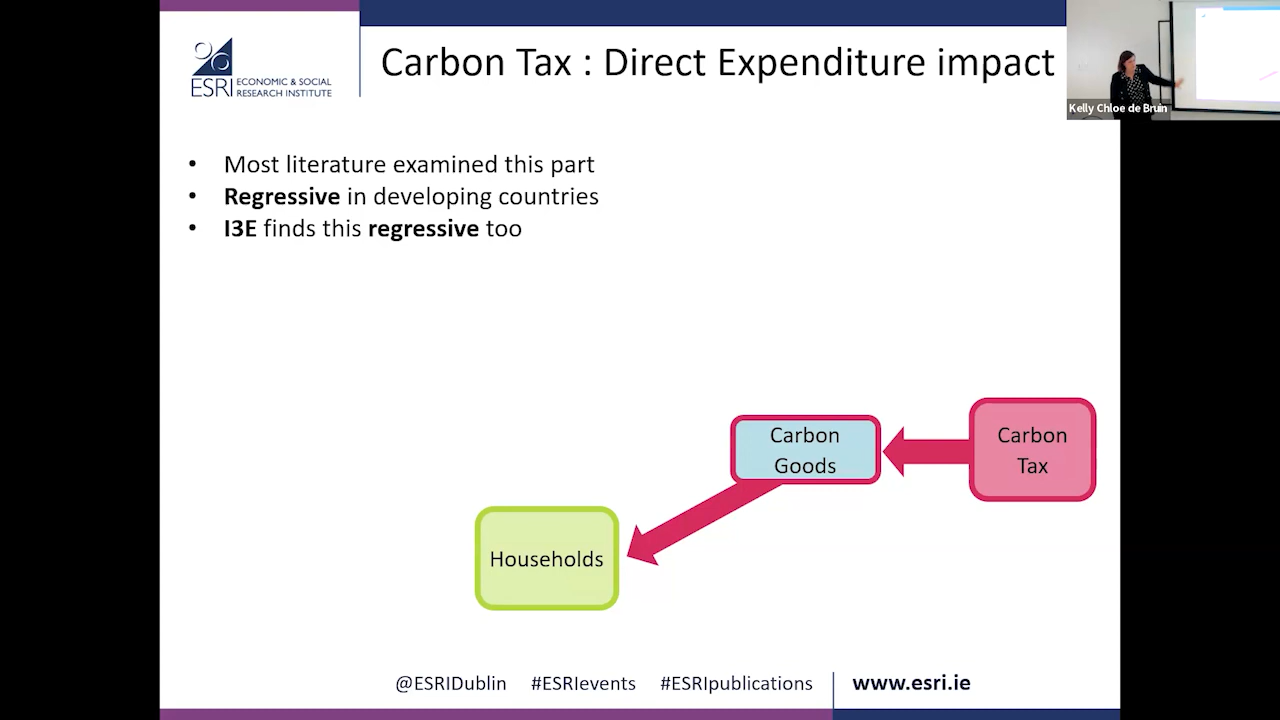 ESRI
ECONOMIC & SOCIAL
RESEARCH INSTITUTE
Carbon Tax : Direct Expenditure impact
Kelly Chloe de Bruin
• Most literature examined this part
• Regressive in developing countries
• I3E finds this regressive too
Carbon
Goods
Carbon
Tax
Households
@ESRIDublin #ESRIevents #ESRIpublications www.esri.ie